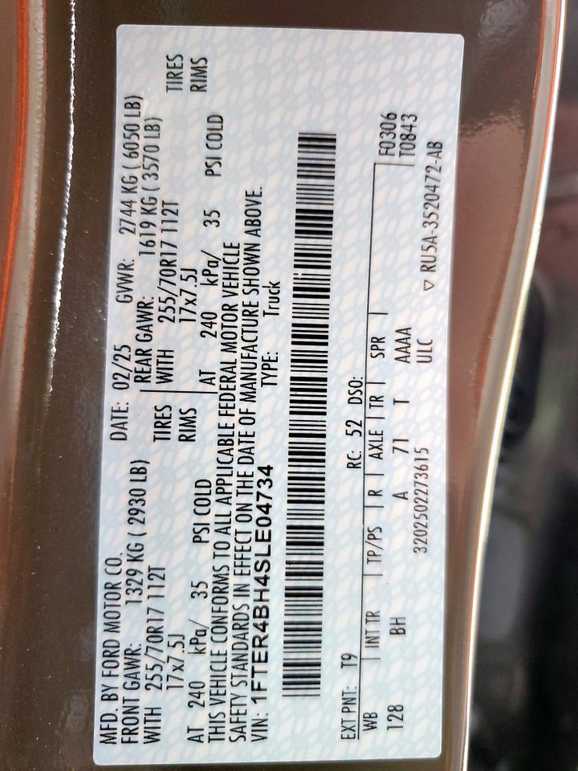 MFD. BY FORD MOTOR CO.
DATE: 02/25 GVWR: 2744 KG ( 6050 LB)
FRONT GAWR: 1329 KG ( 2930 LB) REAR GAWR: 1619 KG ( 3570 LB)
WITH 255/70R17 112T TIRES WITH 255/70R17 112T TIRES
17x7.5J RIMS 17x7.5J RIMS
AT 240 kPa/ 35 PSI COLD AT 240 kPa/ 35 PSI COLD
THIS VEHICLE CONFORMS TO ALL APPLICABLE FEDERAL MOTOR VEHICLE
SAFETY STANDARDS IN EFFECT ON THE DATE OF MANUFACTURE SHOWN ABOVE.
VIN: 1FTER4BH4SLE04734 TYPE: Truck
F0306
T0843
EXT PNT: T9 RC: 52 DSO:
WB INT TR TP/PS R AXLE TR SPR
128 BH A 71 T AAAA
3202502273615 ULC
▽ RU5A-3520472-AB